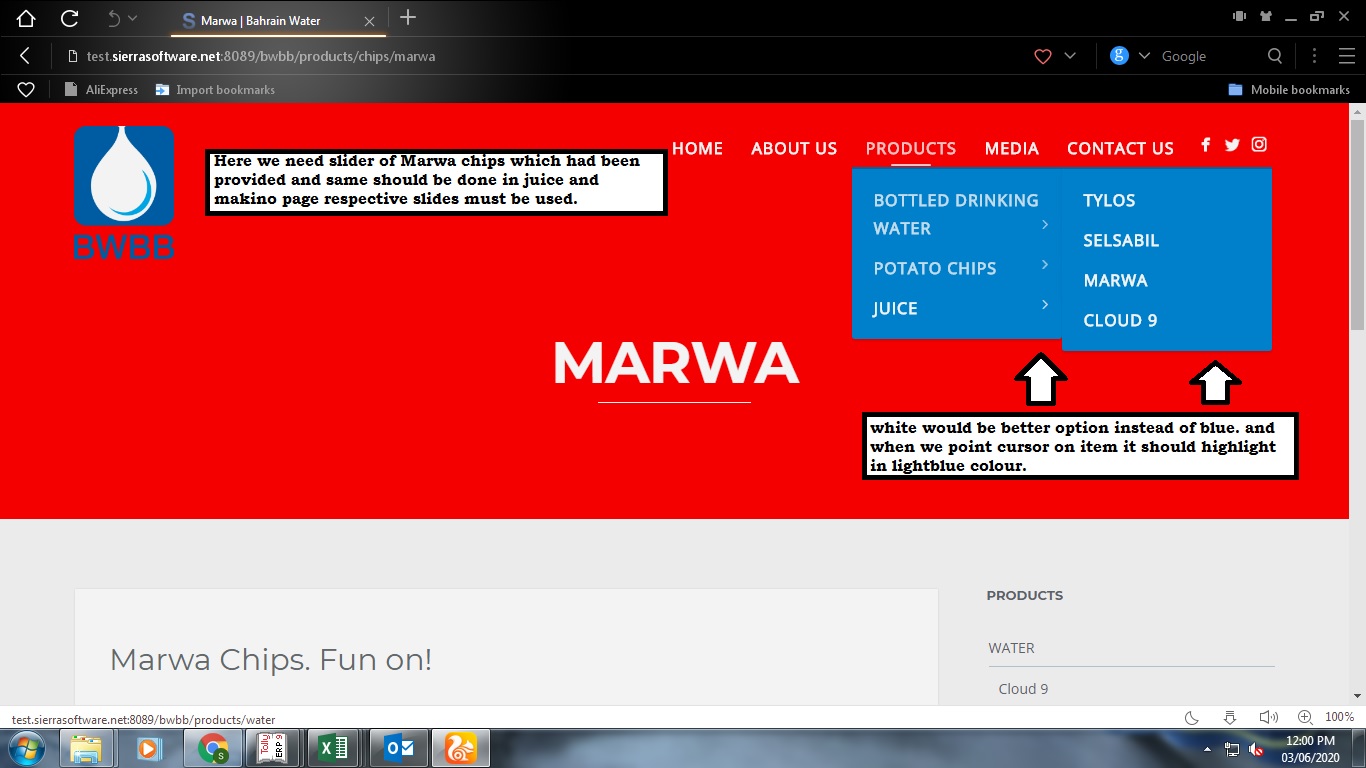 Marwa | Bahrain Water
test.sierrasoftware.net:8089/bwbb/products/chips/marwa
g
Google
AliExpress
Import bookmarks
Mobile bookmarks
BWBB
HOME
ABOUT US
PRODUCTS
MEDIA
CONTACT US
Here we need slider of Marwa chips which had been
provided and same should be done in juice and
makino page respective slides must be used.
BOTTLED DRINKING
WATER
POTATO CHIPS
JUICE
TYLOS
SELSABIL
MARWA
CLOUD 9
MARWA
white would be better option instead of blue. and
when we point cursor on item it should highlight
in lightblue colour.
Marwa Chips. Fun on!
PRODUCTS
WATER
Cloud 9
test.sierrasoftware.net:8089/bwbb/products/water
100%
Tally
ERP 9
12:00 PM
03/06/2020